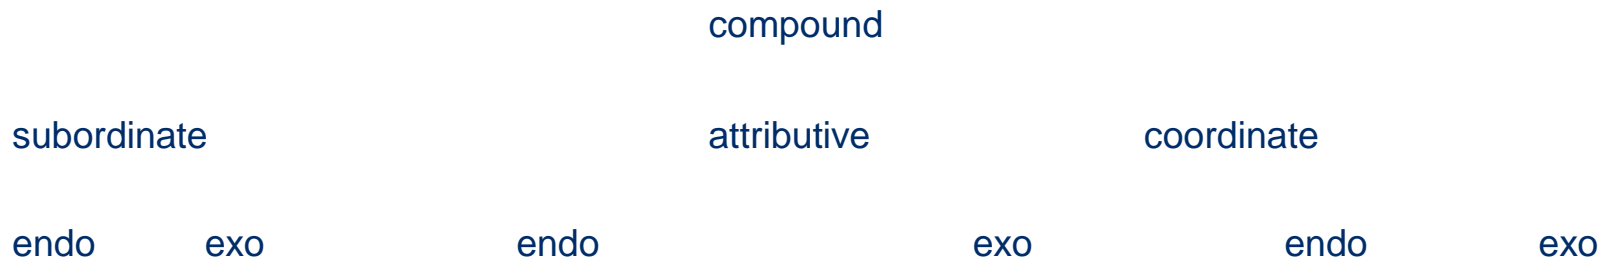 compound
subordinate attributive coordinate
endo exo endo exo endo exo